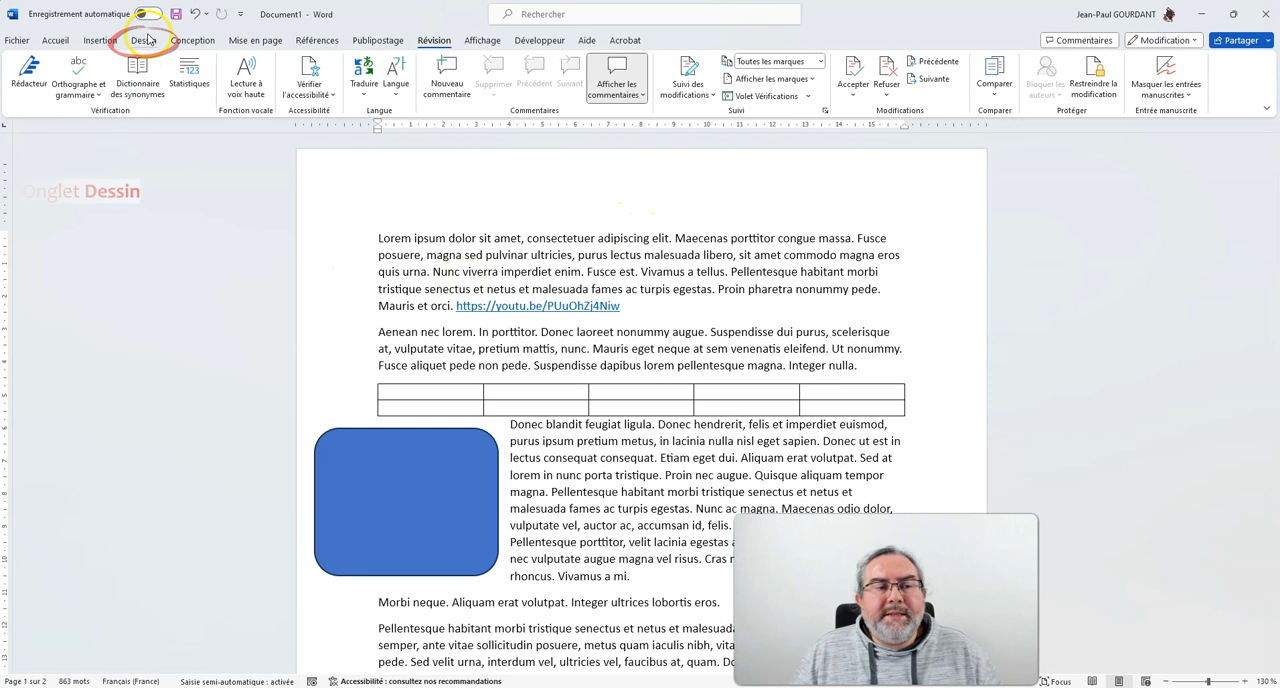 Enregistrement automatique
Document1 - Word
Rechercher
Jean-Paul GOURDANT
Fichier Accueil Insertion Dessin Conception Mise en page Références Publipostage Révision Affichage Développeur Aide Acrobat
Commentaires Modification Partager
Rédacteur
Orthographe et grammaire
Dictionnaire des synonymes
Statistiques
Vérification
Lecture à voix haute
Fonction vocale
Vérifier l'accessibilité
Accessibilité
Traduire
Langue
Langue
Nouveau commentaire
Supprimer
Précédent
Suivant
Afficher les commentaires
Commentaires
Suivi des modifications
Toutes les marques
Afficher les marques
Volet Vérifications
Suivi
Accepter
Refuser
Précédente
Suivante
Modifications
Comparer
Comparer
Bloquer les auteurs
Restreindre la modification
Protéger
Masquer les entrées manuscrites
Entrée manuscrite
1 2 3 4 5 6 7 8 9 10 11 12 13 14 15
Onglet Dessin
Lorem ipsum dolor sit amet, consectetuer adipiscing elit. Maecenas porttitor congue massa. Fusce
posuere, magna sed pulvinar ultricies, purus lectus malesuada libero, sit amet commodo magna eros
quis urna. Nunc viverra imperdiet enim. Fusce est. Vivamus a tellus. Pellentesque habitant morbi
tristique senectus et netus et malesuada fames ac turpis egestas. Proin pharetra nonummy pede.
Mauris et orci. https://youtu.be/PUuOhZj4Niw
Aenean nec lorem. In porttitor. Donec laoreet nonummy augue. Suspendisse dui purus, scelerisque
at, vulputate vitae, pretium mattis, nunc. Mauris eget neque at sem venenatis eleifend. Ut nonummy.
Fusce aliquet pede non pede. Suspendisse dapibus lorem pellentesque magna. Integer nulla.
Donec blandit feugiat ligula. Donec hendrerit, felis et imperdiet euismod,
purus ipsum pretium metus, in lacinia nulla nisl eget sapien. Donec ut est in
lectus consequat consequat. Etiam eget dui. Aliquam erat volutpat. Sed at
lorem in nunc porta tristique. Proin nec augue. Quisque aliquam tempor
magna. Pellentesque habitant morbi tristique senectus et netus et
malesuada fames ac turpis egestas. Nunc ac magna. Maecenas odio dolor,
vulputate vel, auctor ac, accumsan id, felis.
Pellentesque porttitor, velit lacinia egestas
nec vulputate augue magna vel risus. Cras
rhoncus. Vivamus a mi.
Morbi neque. Aliquam erat volutpat. Integer ultrices lobortis eros.
Pellentesque habitant morbi tristique senectus et netus et malesuada
semper, ante vitae sollicitudin posuere, metus quam iaculis nibh,
pede. Sed velit urna, interdum vel, ultricies vel, faucibus at, quam.
Page 1 sur 2 863 mots Français (France) Saisie semi-automatique : activée Accessibilité : consultez nos recommandations Focus 130 %